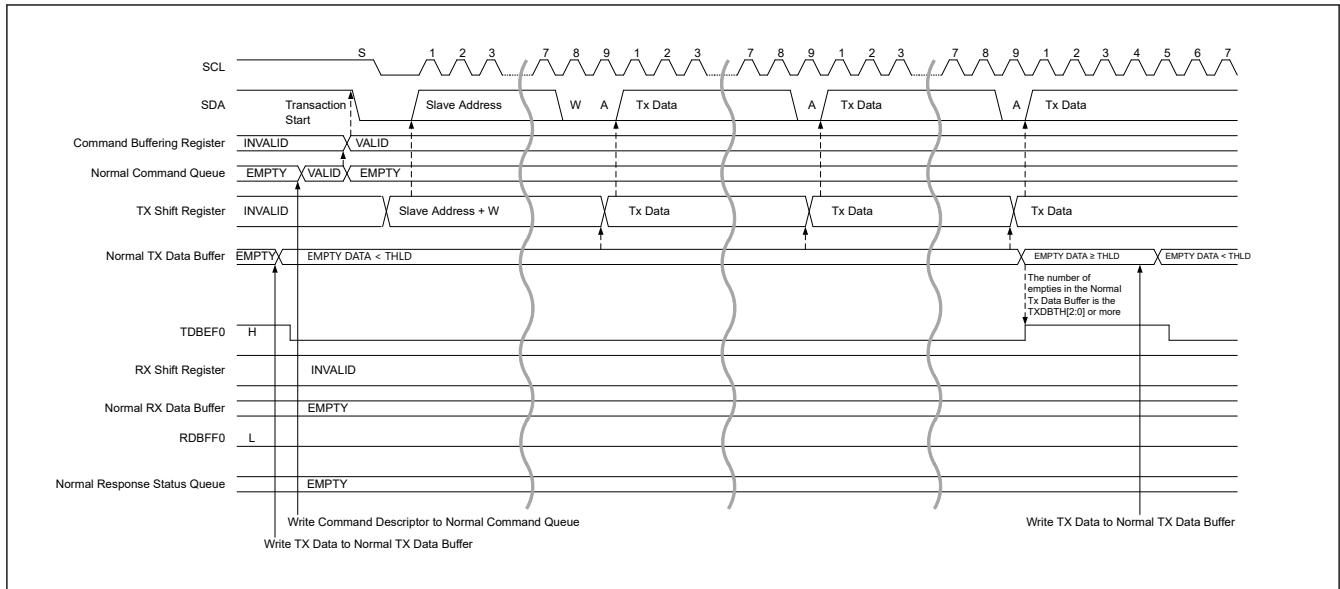 S 1 2 3 7 8 9 1 2 3 7 8 9 1 2 3 7 8 9 1 2 3 4 5 6 7
SCL
SDA Transaction Start Slave Address W A Tx Data A Tx Data A Tx Data
Command Buffering Register INVALID VALID
Normal Command Queue EMPTY VALID EMPTY
TX Shift Register INVALID Slave Address + W Tx Data Tx Data Tx Data
Normal TX Data Buffer EMPTY EMPTY DATA < THLD EMPTY DATA ≥ THLD EMPTY DATA < THLD
The number of
empties in the Normal
Tx Data Buffer is the
TXDBTH[2:0] or more
TDBEF0 H
RX Shift Register INVALID
Normal RX Data Buffer EMPTY
RDBFF0 L
Normal Response Status Queue EMPTY
Write Command Descriptor to Normal Command Queue Write TX Data to Normal TX Data Buffer
Write TX Data to Normal TX Data Buffer